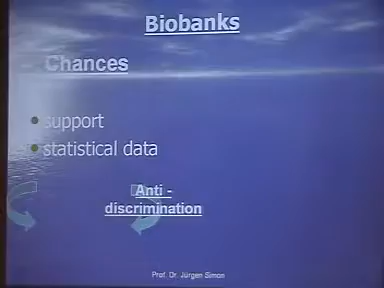 Biobanks
Chances
support
statistical data
Anti -
discrimination
Prof. Dr. Jürgen Simon